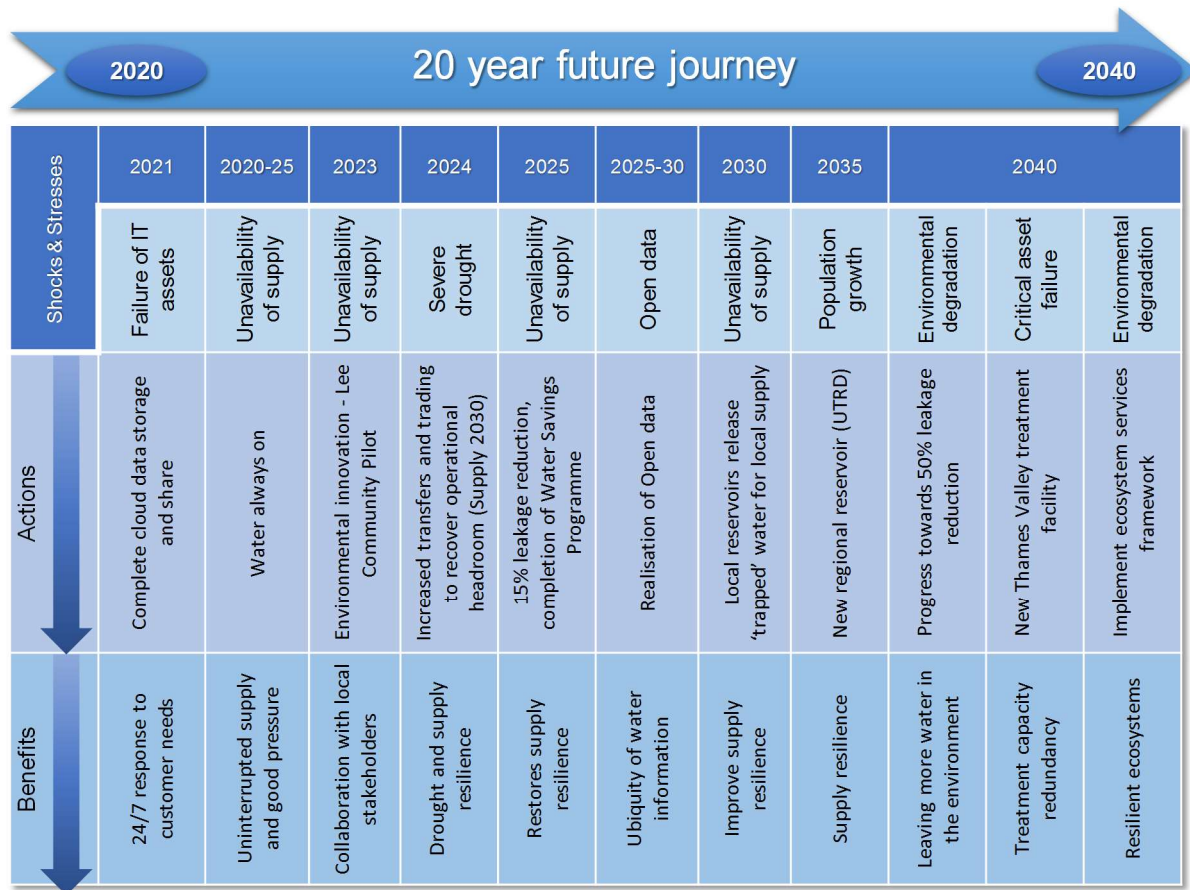 2020
20 year future journey
2040
Shocks & Stresses
2021
2020-25
2023
2024
2025
2025-30
2030
2035
2040
Failure of IT
assets
Unavailability
of supply
Unavailability
of supply
Severe
drought
Unavailability
of supply
Open data
Unavailability
of supply
Population
growth
Environmental
degradation
Critical asset
failure
Environmental
degradation
Actions
Complete cloud data storage
and share
Water always on
Environmental innovation - Lee
Community Pilot
Increased transfers and trading
to recover operational
headroom (Supply 2030)
15% leakage reduction,
completion of Water Savings
Programme
Realisation of Open data
Local reservoirs release
‘trapped’ water for local supply
New regional reservoir (UTRD)
Progress towards 50% leakage
reduction
New Thames Valley treatment
facility
Implement ecosystem services
framework
Benefits
24/7 response to
customer needs
Uninterrupted supply
and good pressure
Collaboration with local
stakeholders
Drought and supply
resilience
Restores supply
resilience
Ubiquity of water
information
Improve supply
resilience
Supply resilience
Leaving more water in
the environment
Treatment capacity
redundancy
Resilient ecosystems